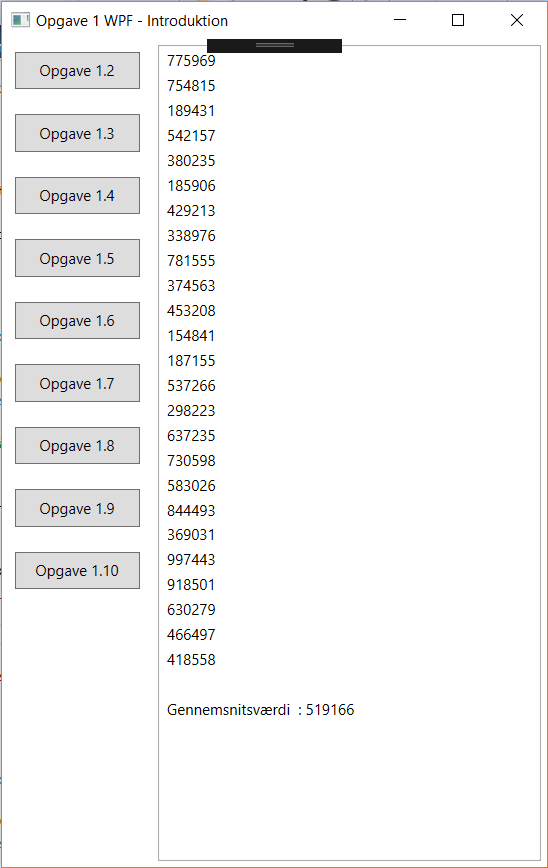 Opgave 1 WPF - Introduktion
Opgave 1.2
Opgave 1.3
Opgave 1.4
Opgave 1.5
Opgave 1.6
Opgave 1.7
Opgave 1.8
Opgave 1.9
Opgave 1.10
775969
754815
189431
542157
380235
185906
429213
338976
781555
374563
453208
154841
187155
537266
298223
637235
730598
583026
844493
369031
997443
918501
630279
466497
418558
Gennemsnitsværdi : 519166